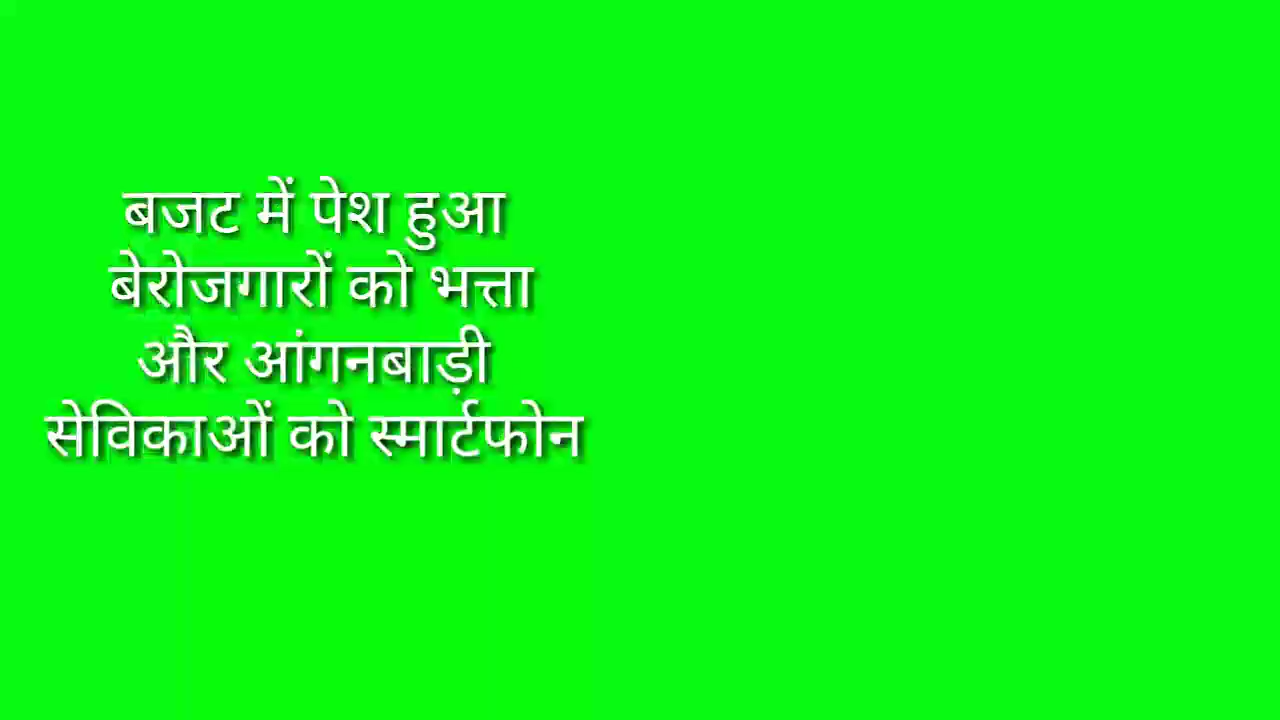 बजट में पेश हुआ
बेरोजगारों को भत्ता
और आंगनबाड़ी
सेविकाओं को स्मार्टफोन